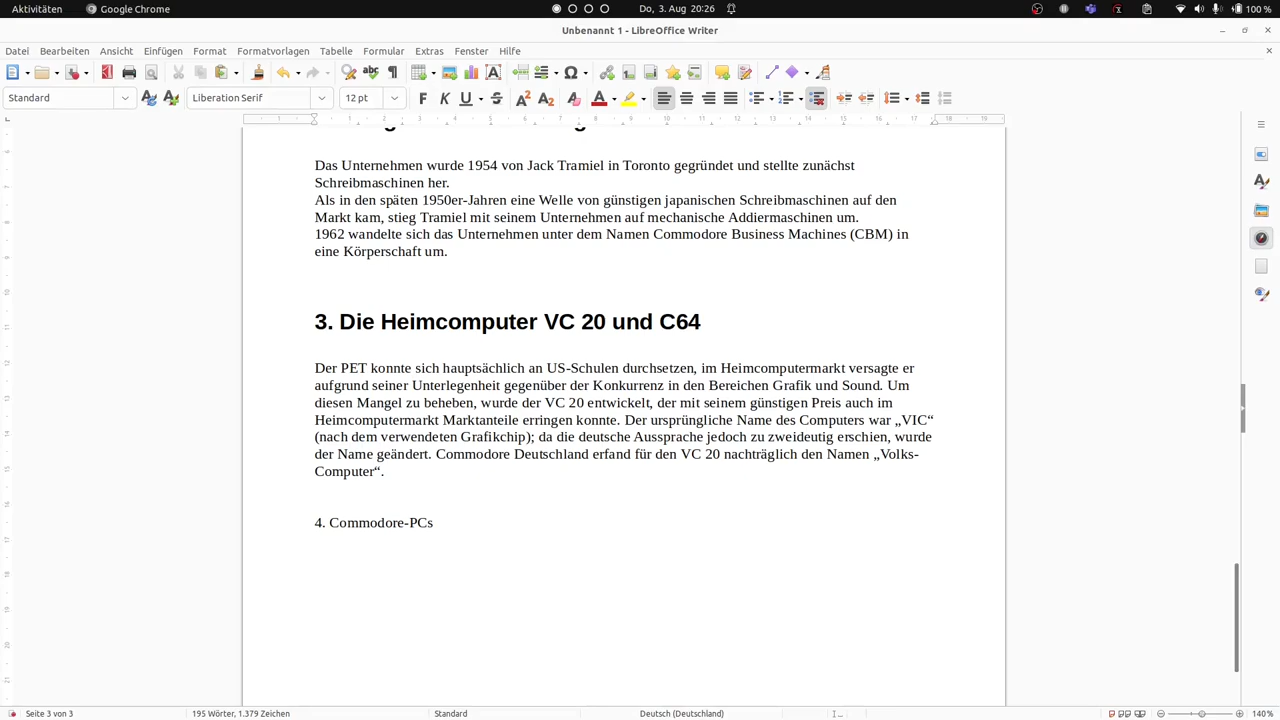 Aktivitäten Google Chrome Do, 3. Aug 20:26 100 %
Unbenannt 1 - LibreOffice Writer
Datei Bearbeiten Ansicht Einfügen Format Formatvorlagen Tabelle Formular Extras Fenster Hilfe
Standard Liberation Serif 12 pt
Das Unternehmen wurde 1954 von Jack Tramiel in Toronto gegründet und stellte zunächst
Schreibmaschinen her.
Als in den späten 1950er-Jahren eine Welle von günstigen japanischen Schreibmaschinen auf den
Markt kam, stieg Tramiel mit seinem Unternehmen auf mechanische Addiermaschinen um.
1962 wandelte sich das Unternehmen unter dem Namen Commodore Business Machines (CBM) in
eine Körperschaft um.
3. Die Heimcomputer VC 20 und C64
Der PET konnte sich hauptsächlich an US-Schulen durchsetzen, im Heimcomputermarkt versagte er
aufgrund seiner Unterlegenheit gegenüber der Konkurrenz in den Bereichen Grafik und Sound. Um
diesen Mangel zu beheben, wurde der VC 20 entwickelt, der mit seinem günstigen Preis auch im
Heimcomputermarkt Marktanteile erringen konnte. Der ursprüngliche Name des Computers war „VIC“
(nach dem verwendeten Grafikchip); da die deutsche Aussprache jedoch zu zweideutig erschien, wurde
der Name geändert. Commodore Deutschland erfand für den VC 20 nachträglich den Namen „Volks-
Computer“.
4. Commodore-PCs
Seite 3 von 3 195 Wörter, 1.379 Zeichen Standard Deutsch (Deutschland) 140%